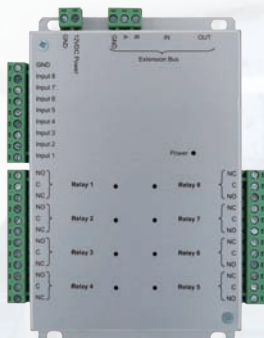 GND
12VDC Power
GND
A
B
IN
OUT
Extension Bus
GND
Input 8
Input 7
Input 6
Input 5
Input 4
Input 3
Input 2
Input 1
Power
NO
C
NC
Relay 1
Relay 8
NC
C
NO
NO
C
NC
Relay 2
Relay 7
NC
C
NO
NO
C
NC
Relay 3
Relay 6
NC
C
NO
NO
C
NC
Relay 4
Relay 5
NC
C
NO